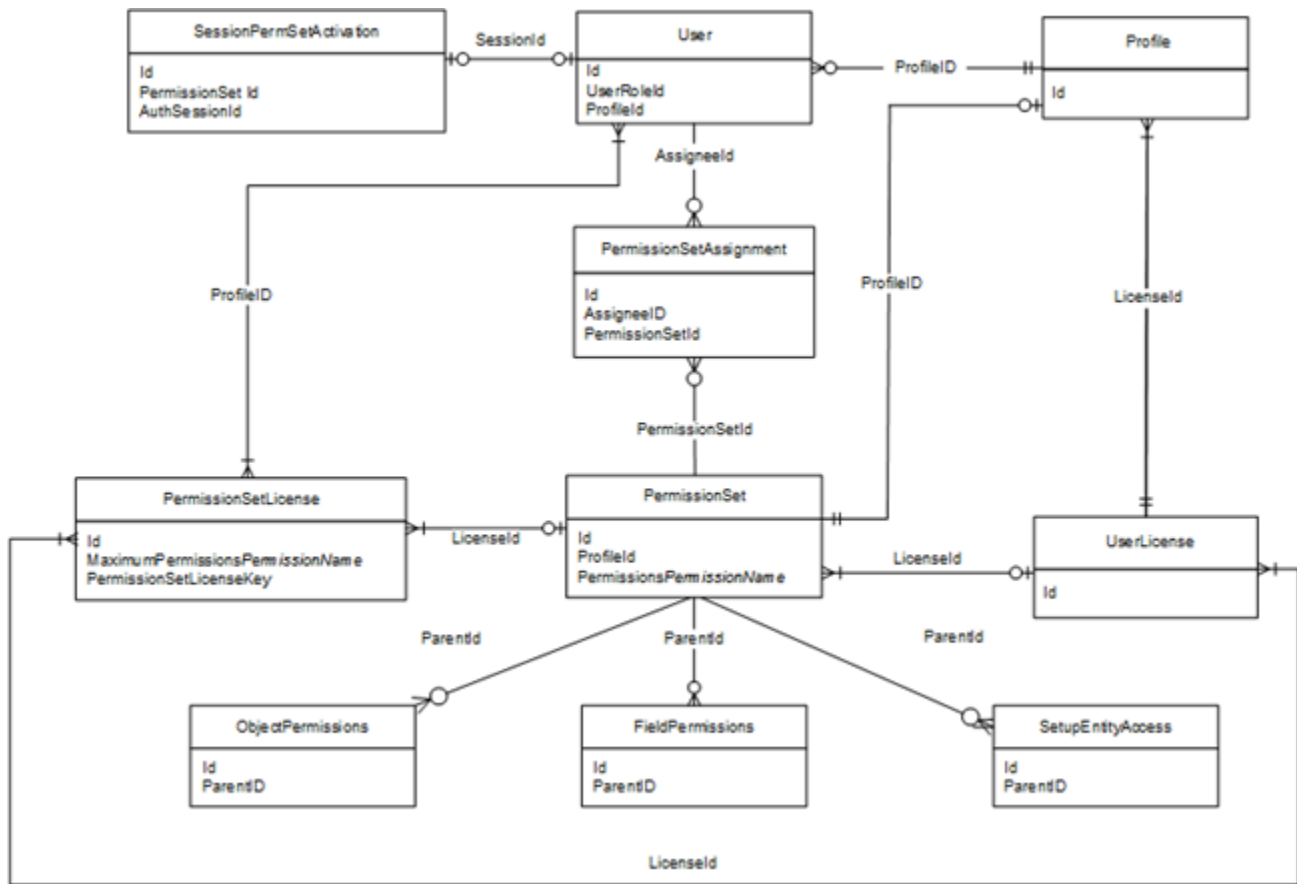 SessionPermSetActivation
Id
PermissionSet Id
AuthSessionId
SessionId
User
Id
UserRoleId
ProfileId
ProfileID
Profile
Id
AssigneeId
PermissionSetAssignment
Id
AssigneeID
PermissionSetId
ProfileID
ProfileID
LicenseId
PermissionSetId
PermissionSetLicense
Id
MaximumPermissionsPermissionName
PermissionSetLicenseKey
LicenseId
PermissionSet
Id
ProfileId
PermissionsPermissionName
LicenseId
UserLicense
Id
ParentId
ParentId
ParentId
ObjectPermissions
Id
ParentID
FieldPermissions
Id
ParentID
SetupEntityAccess
Id
ParentID
LicenseId